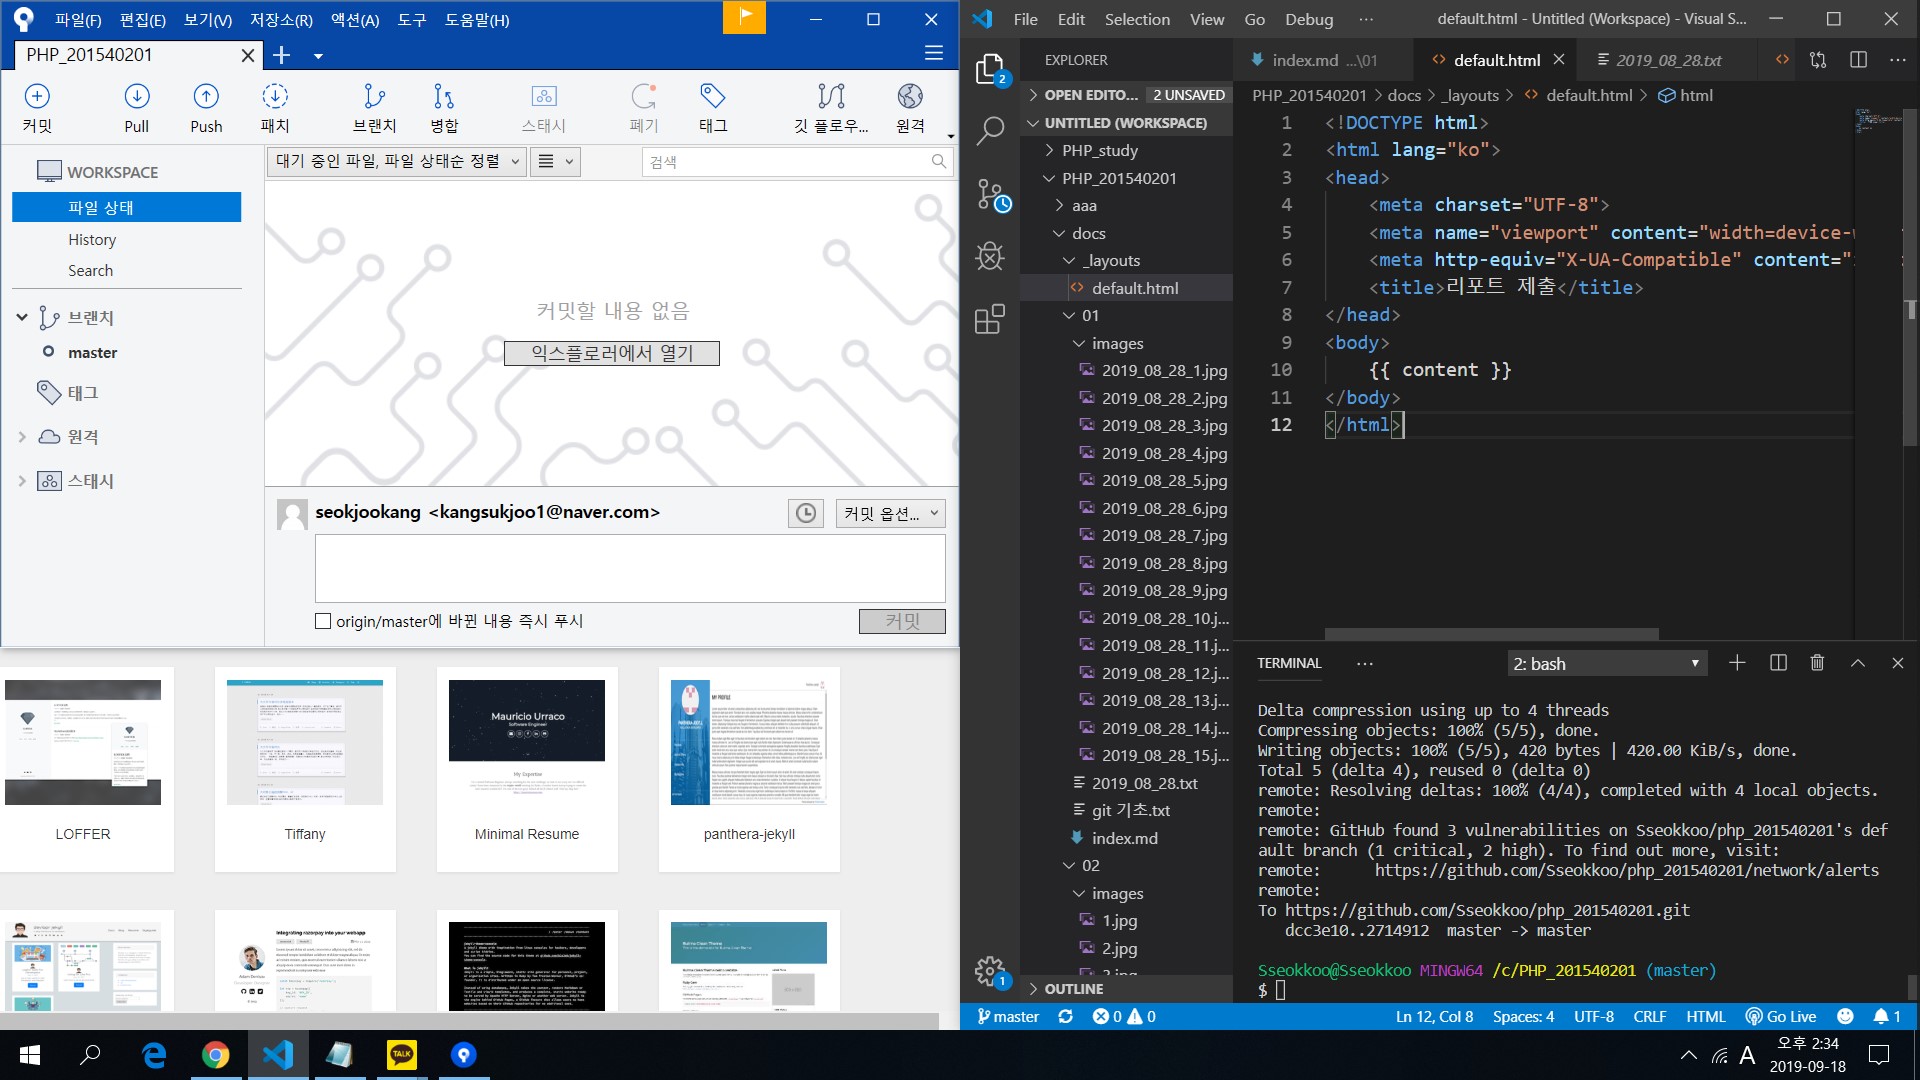 파일(F) 편집(E) 보기(V) 저장소(R) 액션(A) 도구 도움말(H)
PHP_201540201
커밋 Pull Push 패치 브랜치 병합 스태시 폐기 태그 깃 플로우... 원격
WORKSPACE
파일 상태
History
Search
브랜치
master
태그
원격
스태시
대기 중인 파일, 파일 상태순 정렬
검색
커밋할 내용 없음
익스플로러에서 열기
seokjookang <kangsukjoo1@naver.com>
커밋 옵션...
origin/master에 바뀐 내용 즉시 푸시
커밋
Mauricio Urraco
Software Engineer
My Expertise
MY PROFILE
LOFFER
Tiffany
Minimal Resume
panthera-jekyll
Integrating razorpay into your webapp
File Edit Selection View Go Debug ···
default.html - Untitled (Workspace) - Visual S...
EXPLORER
OPEN EDITO... 2 UNSAVED
UNTITLED (WORKSPACE)
PHP_study
PHP_201540201
aaa
docs
_layouts
default.html
01
images
2019_08_28_1.jpg
2019_08_28_2.jpg
2019_08_28_3.jpg
2019_08_28_4.jpg
2019_08_28_5.jpg
2019_08_28_6.jpg
2019_08_28_7.jpg
2019_08_28_8.jpg
2019_08_28_9.jpg
2019_08_28_10.j...
2019_08_28_11.j...
2019_08_28_12.j...
2019_08_28_13.j...
2019_08_28_14.j...
2019_08_28_15.j...
2019_08_28.txt
git 기초.txt
index.md
02
images
1.jpg
2.jpg
OUTLINE
2
1
index.md ...\01
default.html
2019_08_28.txt
PHP_201540201 > docs > _layouts > default.html > html
1 <!DOCTYPE html>
2 <html lang="ko">
3 <head>
4 <meta charset="UTF-8">
5 <meta name="viewport" content="width=device-
6 <meta http-equiv="X-UA-Compatible" content="
7 <title>리포트 제출</title>
8 </head>
9 <body>
10 {{ content }}
11 </body>
12 </html>
TERMINAL ···
2: bash
Delta compression using up to 4 threads
Compressing objects: 100% (5/5), done.
Writing objects: 100% (5/5), 420 bytes | 420.00 KiB/s, done.
Total 5 (delta 4), reused 0 (delta 0)
remote: Resolving deltas: 100% (4/4), completed with 4 local objects.
remote:
remote: GitHub found 3 vulnerabilities on Sseokkoo/php_201540201's def
ault branch (1 critical, 2 high). To find out more, visit:
remote: https://github.com/Sseokkoo/php_201540201/network/alerts
remote:
To https://github.com/Sseokkoo/php_201540201.git
dcc3e10..2714912 master -> master
Sseokkoo@Sseokkoo MINGW64 /c/PHP_201540201 (master)
$
master 0 0
Ln 12, Col 8 Spaces: 4 UTF-8 CRLF HTML Go Live 1
TALK
A
오후 2:34
2019-09-18